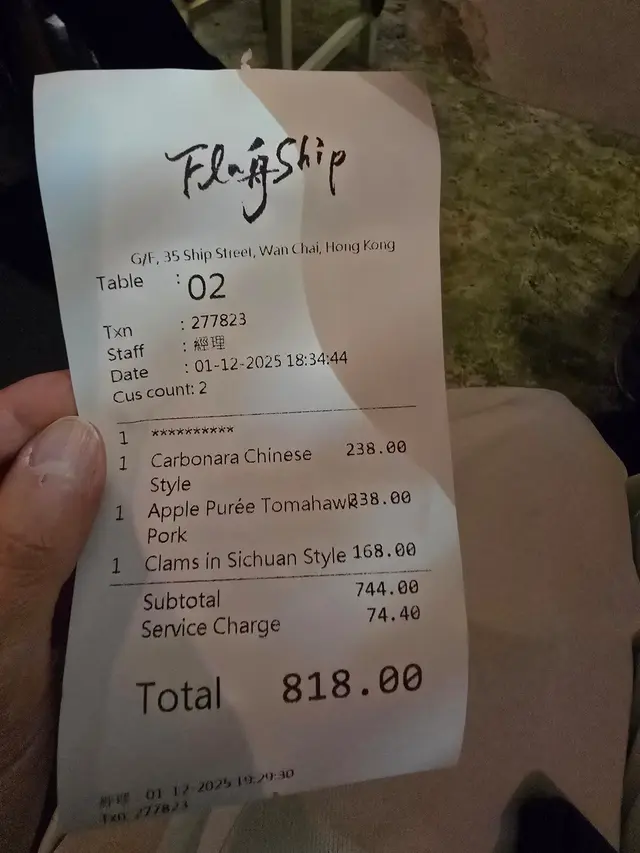 FlagShip
G/F, 35 Ship Street, Wan Chai, Hong Kong
Table : 02
Txn : 277823
Staff : 經理
Date : 01-12-2025 18:34:44
Cus count: 2
1 **********
1 Carbonara Chinese 238.00
Style
1 Apple Purée Tomahawk 338.00
Pork
1 Clams in Sichuan Style 168.00
Subtotal 744.00
Service Charge 74.40
Total 818.00
經理 01-12-2025 19:29:30
Txn: 277823